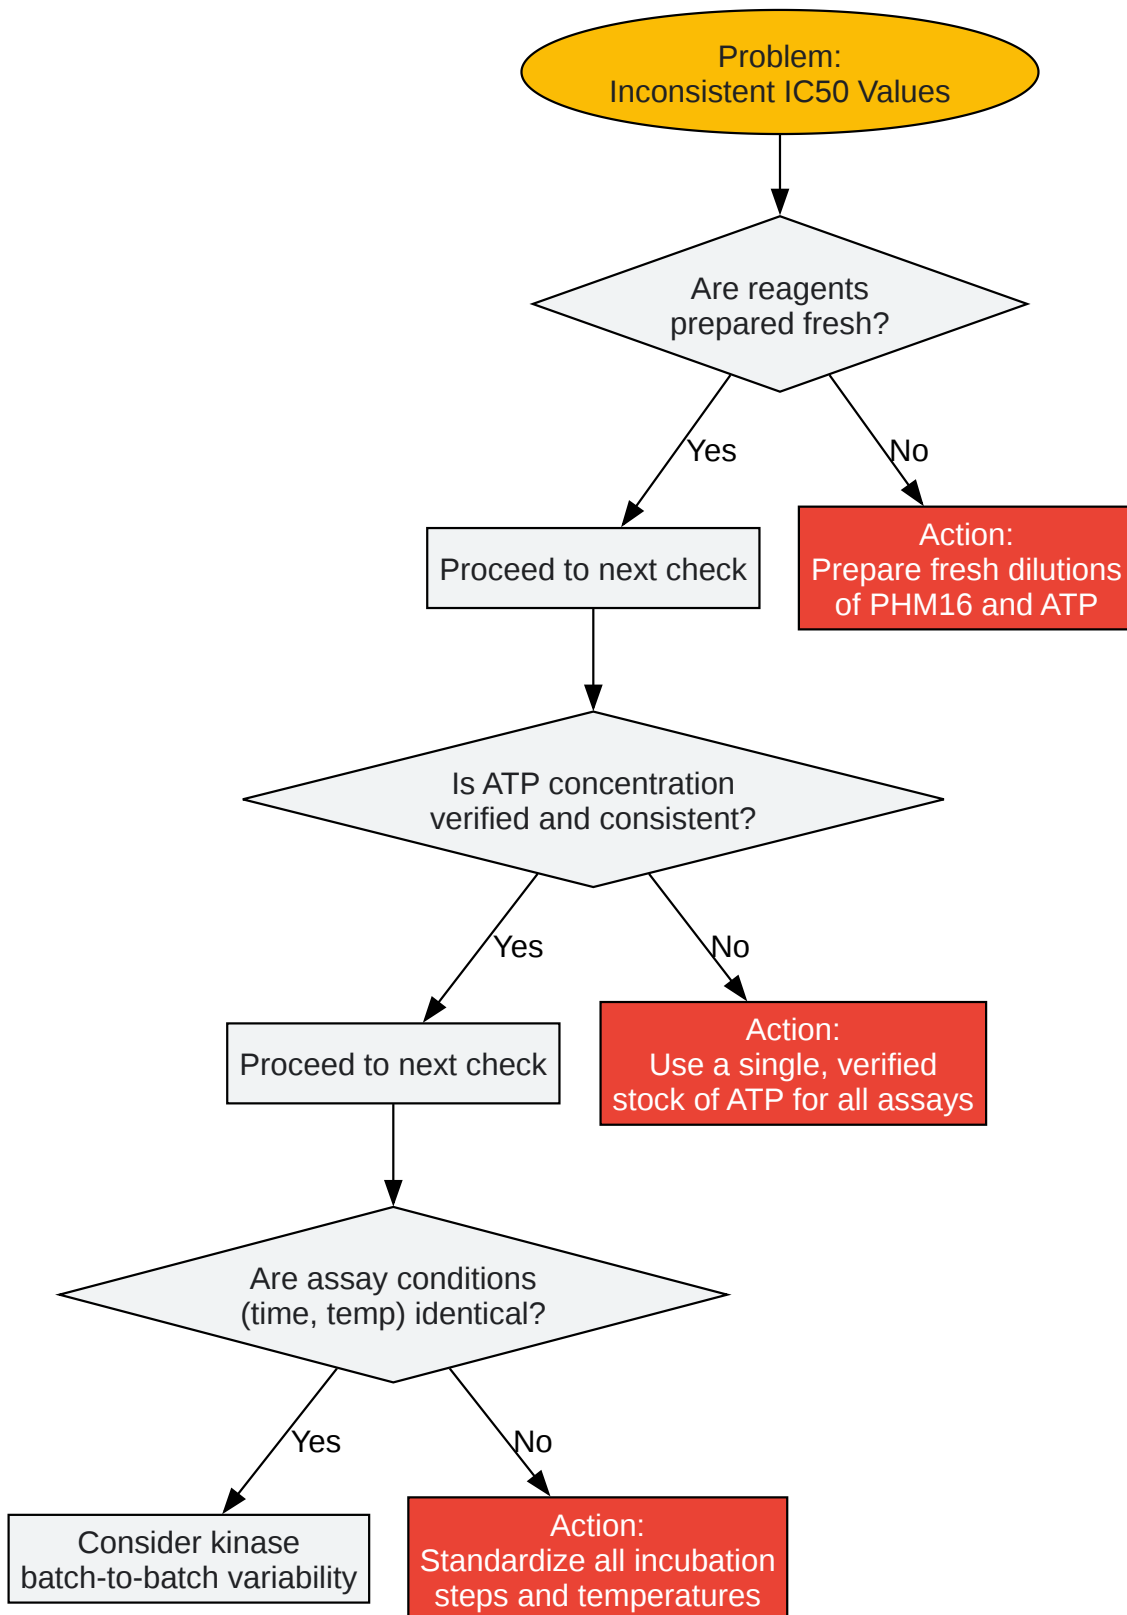 Problem:
Inconsistent IC50 Values
Are reagents
prepared fresh?
Yes
No
Proceed to next check
Action:
Prepare fresh dilutions
of PHM16 and ATP
Is ATP concentration
verified and consistent?
Yes
No
Proceed to next check
Action:
Use a single, verified
stock of ATP for all assays
Are assay conditions
(time, temp) identical?
Yes
No
Consider kinase
batch-to-batch variability
Action:
Standardize all incubation
steps and temperatures